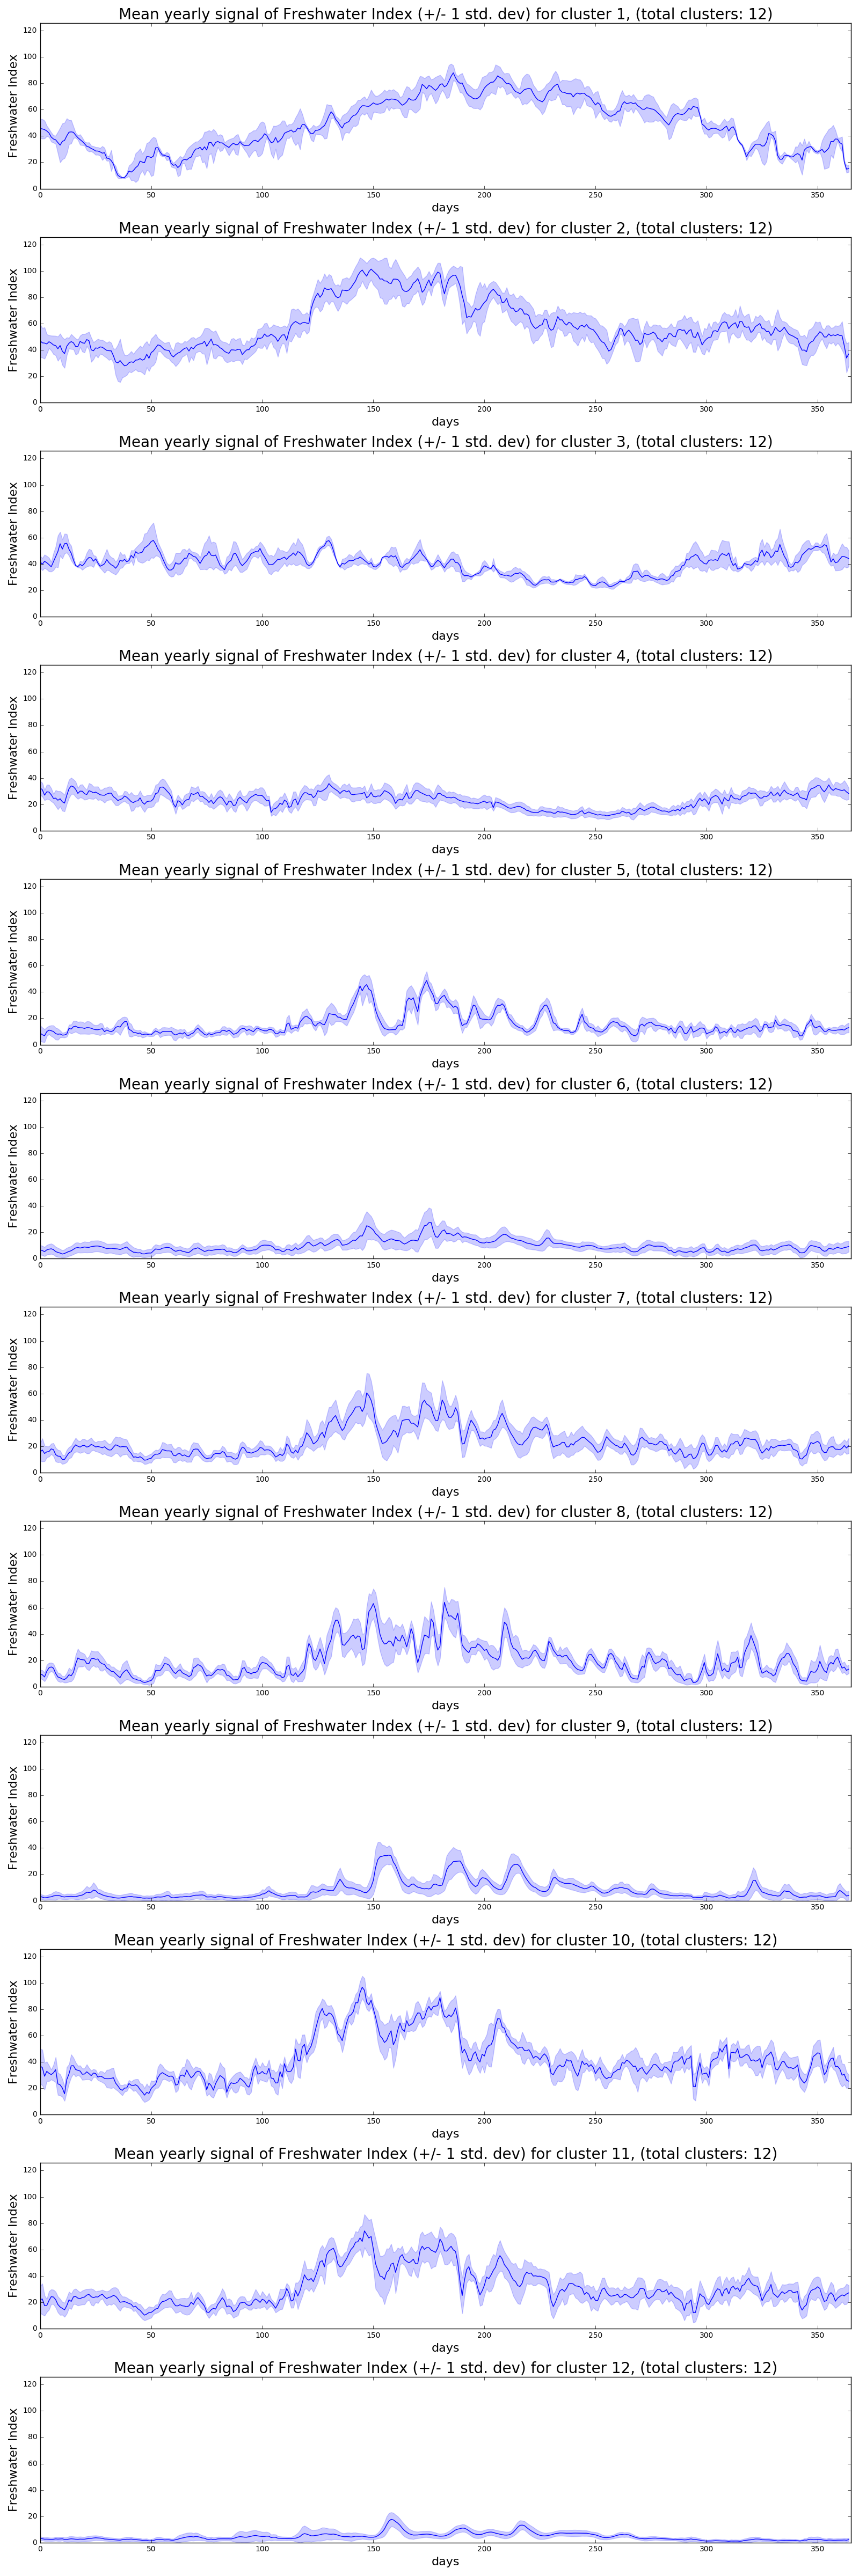 Mean yearly signal of Freshwater Index (+/- 1 std. dev) for cluster 1, (total clusters: 12)
120
100
80
60
40
20
0
Freshwater Index
0 50 100 150 200 250 300 350
days
Mean yearly signal of Freshwater Index (+/- 1 std. dev) for cluster 2, (total clusters: 12)
120
100
80
60
40
20
0
Freshwater Index
0 50 100 150 200 250 300 350
days
Mean yearly signal of Freshwater Index (+/- 1 std. dev) for cluster 3, (total clusters: 12)
120
100
80
60
40
20
0
Freshwater Index
0 50 100 150 200 250 300 350
days
Mean yearly signal of Freshwater Index (+/- 1 std. dev) for cluster 4, (total clusters: 12)
120
100
80
60
40
20
0
Freshwater Index
0 50 100 150 200 250 300 350
days
Mean yearly signal of Freshwater Index (+/- 1 std. dev) for cluster 5, (total clusters: 12)
120
100
80
60
40
20
0
Freshwater Index
0 50 100 150 200 250 300 350
days
Mean yearly signal of Freshwater Index (+/- 1 std. dev) for cluster 6, (total clusters: 12)
120
100
80
60
40
20
0
Freshwater Index
0 50 100 150 200 250 300 350
days
Mean yearly signal of Freshwater Index (+/- 1 std. dev) for cluster 7, (total clusters: 12)
120
100
80
60
40
20
0
Freshwater Index
0 50 100 150 200 250 300 350
days
Mean yearly signal of Freshwater Index (+/- 1 std. dev) for cluster 8, (total clusters: 12)
120
100
80
60
40
20
0
Freshwater Index
0 50 100 150 200 250 300 350
days
Mean yearly signal of Freshwater Index (+/- 1 std. dev) for cluster 9, (total clusters: 12)
120
100
80
60
40
20
0
Freshwater Index
0 50 100 150 200 250 300 350
days
Mean yearly signal of Freshwater Index (+/- 1 std. dev) for cluster 10, (total clusters: 12)
120
100
80
60
40
20
0
Freshwater Index
0 50 100 150 200 250 300 350
days
Mean yearly signal of Freshwater Index (+/- 1 std. dev) for cluster 11, (total clusters: 12)
120
100
80
60
40
20
0
Freshwater Index
0 50 100 150 200 250 300 350
days
Mean yearly signal of Freshwater Index (+/- 1 std. dev) for cluster 12, (total clusters: 12)
120
100
80
60
40
20
0
Freshwater Index
0 50 100 150 200 250 300 350
days